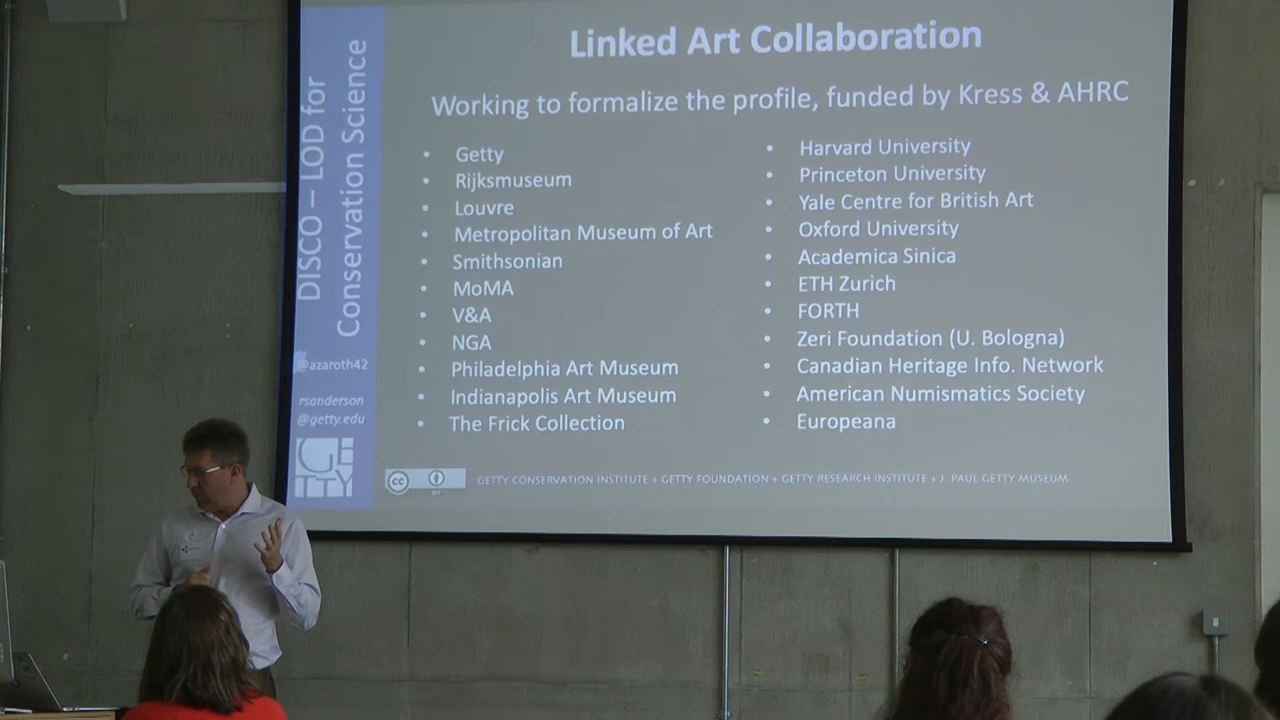 Linked Art Collaboration
Working to formalize the profile, funded by Kress & AHRC
DISCO – LOD for
Conservation Science
@azaroth42
rsanderson
@getty.edu
GETTY
• Getty
• Rijksmuseum
• Louvre
• Metropolitan Museum of Art
• Smithsonian
• MoMA
• V&A
• NGA
• Philadelphia Art Museum
• Indianapolis Art Museum
• The Frick Collection
• Harvard University
• Princeton University
• Yale Centre for British Art
• Oxford University
• Academica Sinica
• ETH Zurich
• FORTH
• Zeri Foundation (U. Bologna)
• Canadian Heritage Info. Network
• American Numismatics Society
• Europeana
cc BY
GETTY CONSERVATION INSTITUTE + GETTY FOUNDATION + GETTY RESEARCH INSTITUTE + J. PAUL GETTY MUSEUM